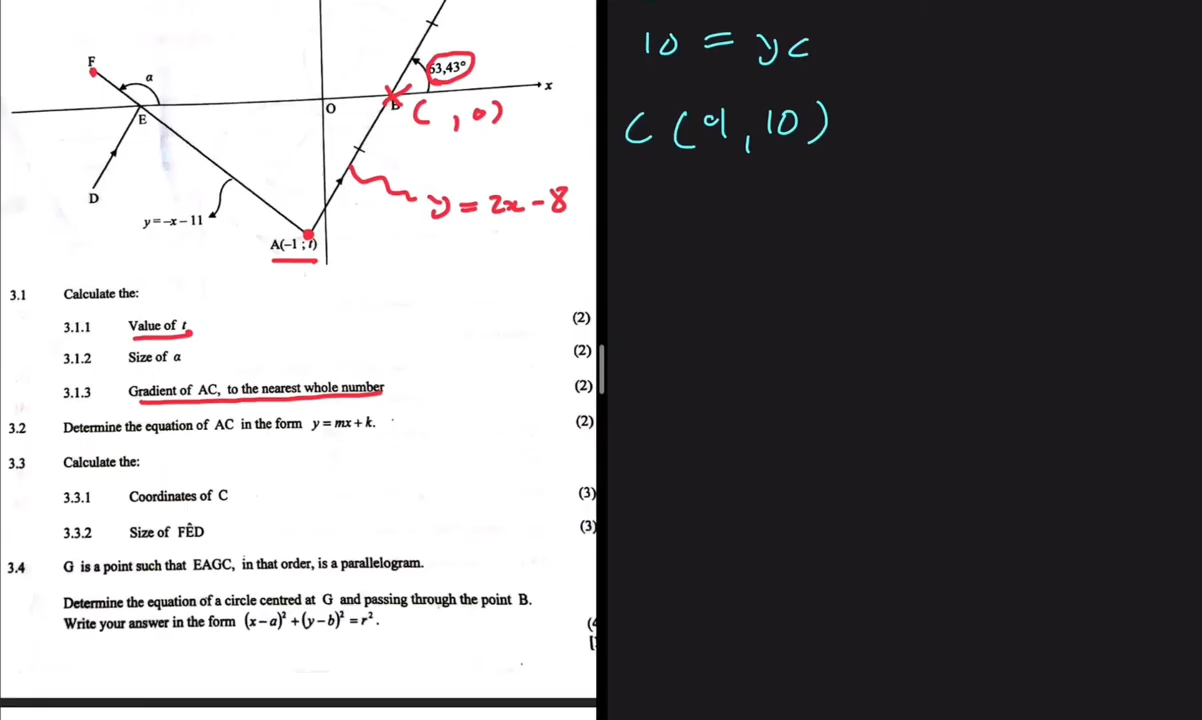 F
α
63,43°
x
O
B
( , 0)
E
D
y = 2x - 8
y = -x - 11
A(-1 ; t)
3.1 Calculate the:
3.1.1 Value of t (2)
3.1.2 Size of α (2)
3.1.3 Gradient of AC, to the nearest whole number (2)
3.2 Determine the equation of AC in the form y = mx + k. (2)
3.3 Calculate the:
3.3.1 Coordinates of C (3)
3.3.2 Size of FÊD (3)
3.4 G is a point such that EAGC, in that order, is a parallelogram.
Determine the equation of a circle centred at G and passing through the point B.
Write your answer in the form (x-a)² + (y-b)² = r². (4
[
10 = yc
C (9, 10)